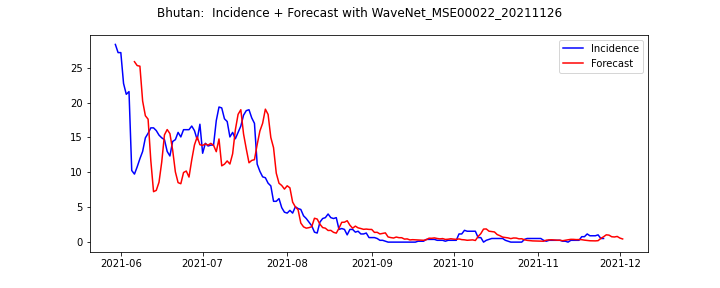 Bhutan:  Incidence + Forecast with WaveNet_MSE00022_20211126
Incidence
Forecast
25
20
15
10
5
0
2021-06 2021-07 2021-08 2021-09 2021-10 2021-11 2021-12